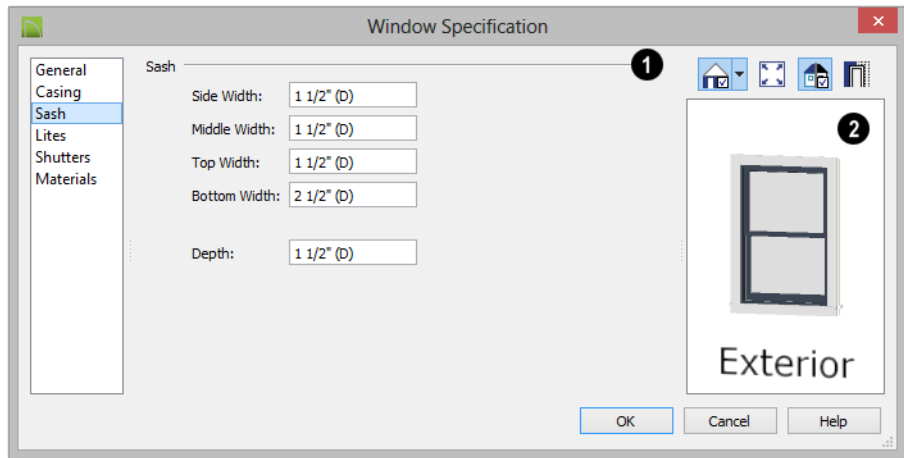 Window Specification
General
Casing
Sash
Lites
Shutters
Materials
Sash
1
Side Width: 1 1/2" (D)
Middle Width: 1 1/2" (D)
Top Width: 1 1/2" (D)
Bottom Width: 2 1/2" (D)
Depth: 1 1/2" (D)
2
Exterior
OK Cancel Help